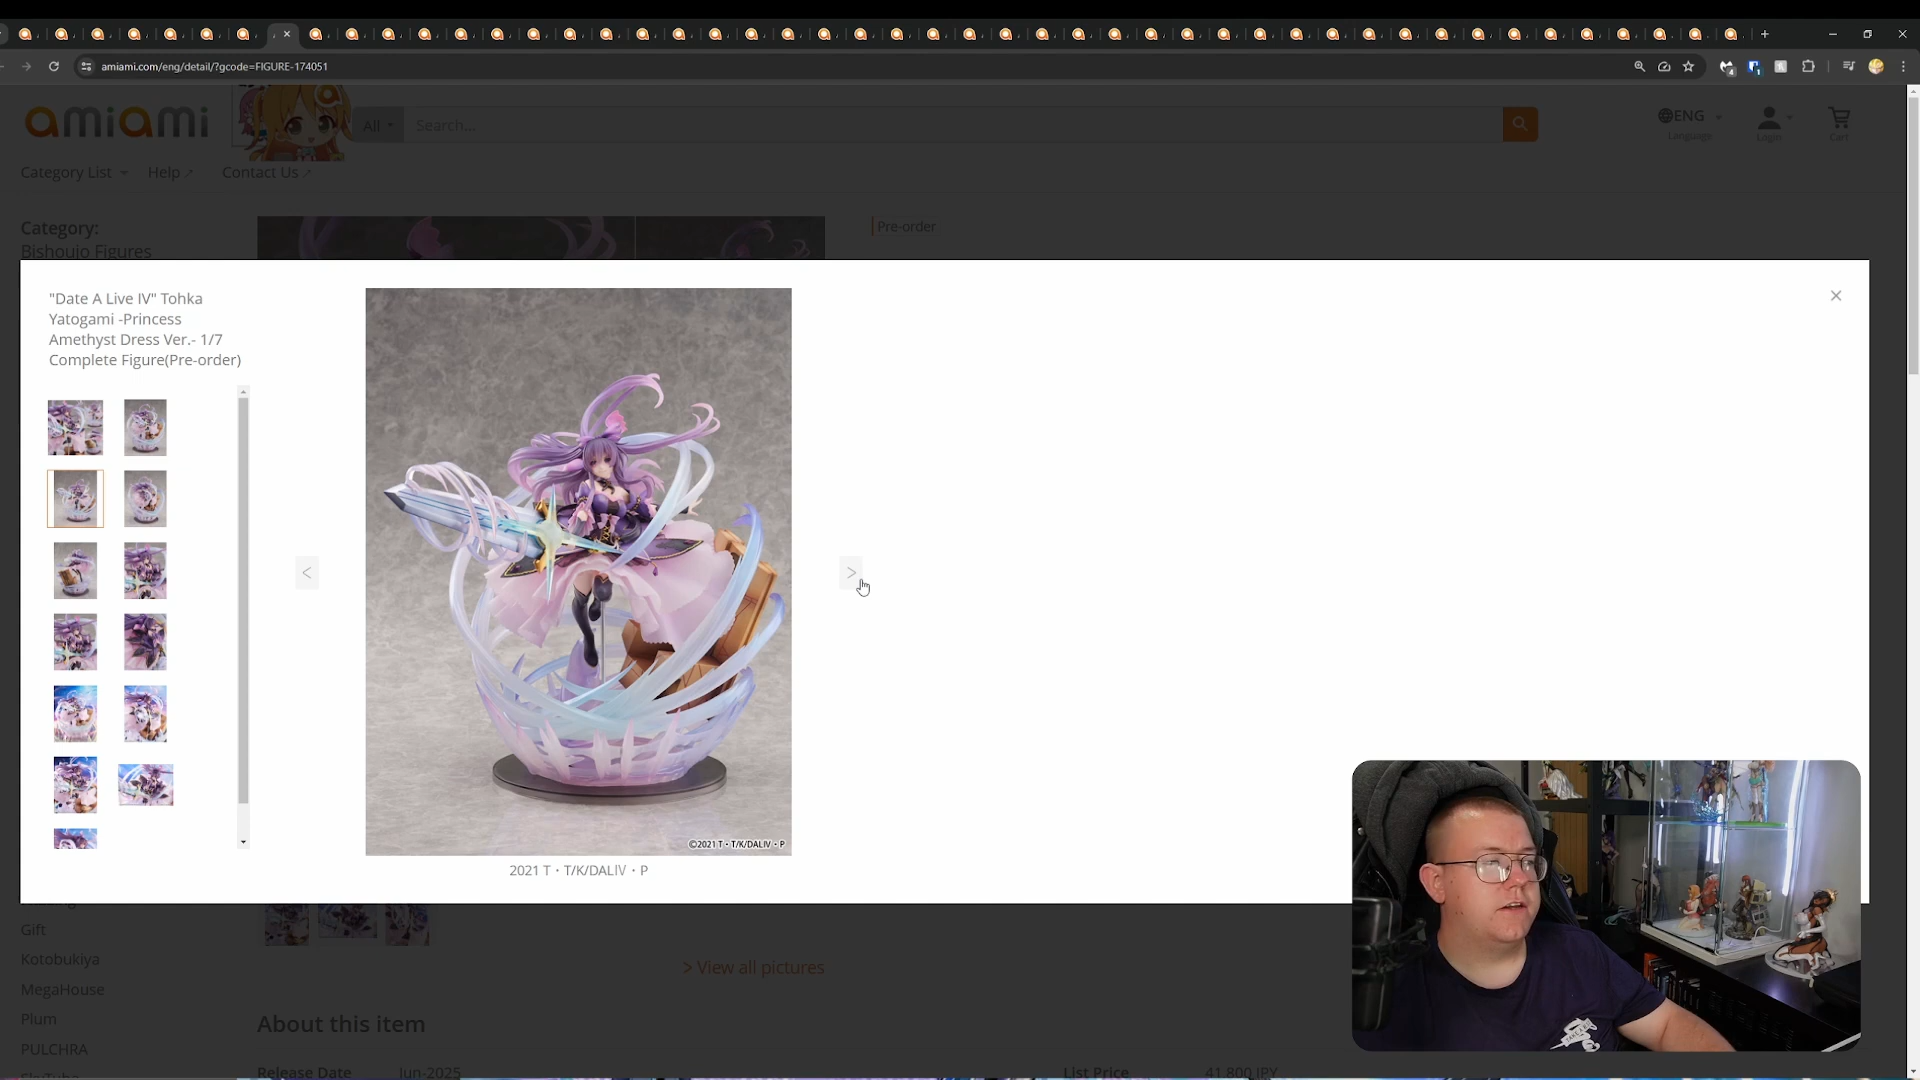 amiami.com/eng/detail/?gcode=FIGURE-174051
amiami
All
Search...
ENG
Language
Login
Cart
Category List
Help
Contact Us
Category:
Bishoujo Figures
Pre-order
"Date A Live IV" Tohka
Yatogami -Princess
Amethyst Dress Ver.- 1/7
Complete Figure(Pre-order)
<
>
©2021 T・T/K/DALⅣ・P
2021 T・T/K/DALⅣ・P
Gift
Kotobukiya
MegaHouse
Plum
PULCHRA
> View all pictures
About this item
Release Date
Jun-2025
List Price
41,800 JPY